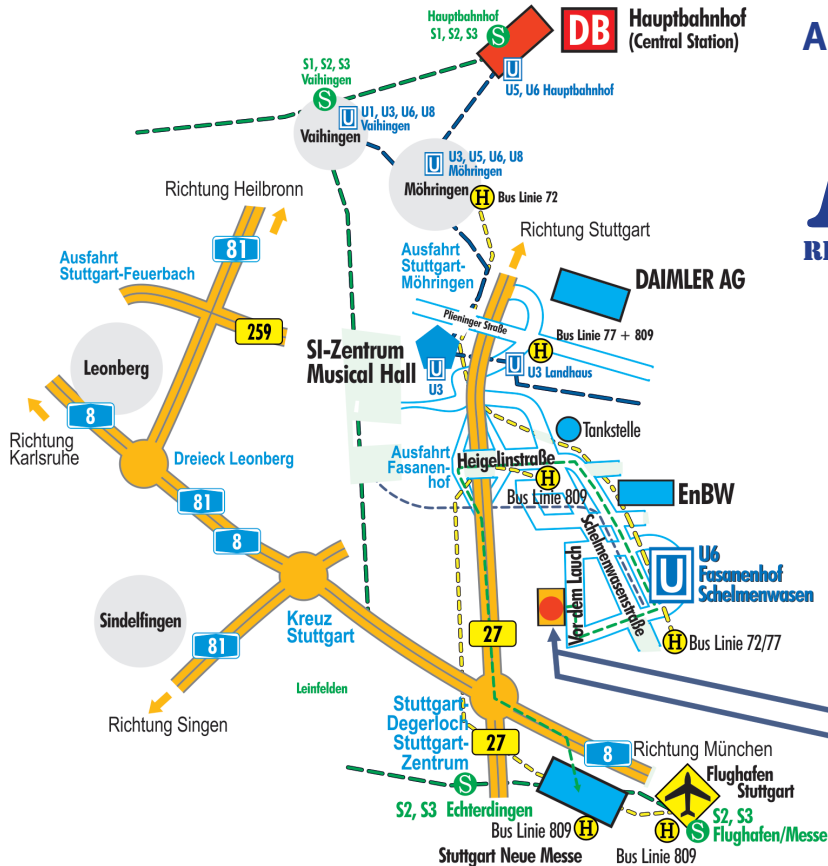 Hauptbahnhof
S1, S2, S3
S
DB
Hauptbahnhof
(Central Station)
A
U
U5, U6 Hauptbahnhof
S1, S2, S3
Vaihingen
S
U
U1, U3, U6, U8
Vaihingen
Vaihingen
U
U3, U5, U6, U8
Möhringen
Möhringen
H
Bus Linie 72
Richtung Heilbronn
81
Richtung Stuttgart
Ausfahrt
Stuttgart-Feuerbach
Ausfahrt
Stuttgart-
Möhringen
DAIMLER AG
259
Plieninger Straße
Bus Linie 77 + 809
H
SI-Zentrum
Musical Hall
U
U3
U
U3 Landhaus
Leonberg
8
Richtung
Karlsruhe
Dreieck Leonberg
Tankstelle
Ausfahrt
Fasanen-
hof
Heigelinstraße
H
Bus Linie 809
EnBW
81
8
Schelmenwasenstraße
U
U6
Fasanenhof
Schelmenwasen
Vor dem Lauch
Sindelfingen
Kreuz
Stuttgart
81
27
H
Bus Linie 72/77
Leinfelden
Richtung Singen
Stuttgart-
Degerloch
Stuttgart-
Zentrum
27
8
Richtung München
Flughafen
Stuttgart
S
S2, S3 Echterdingen
S2, S3
S
Flughafen/Messe
Bus Linie 809
H
H
Bus Linie 809
Stuttgart Neue Messe